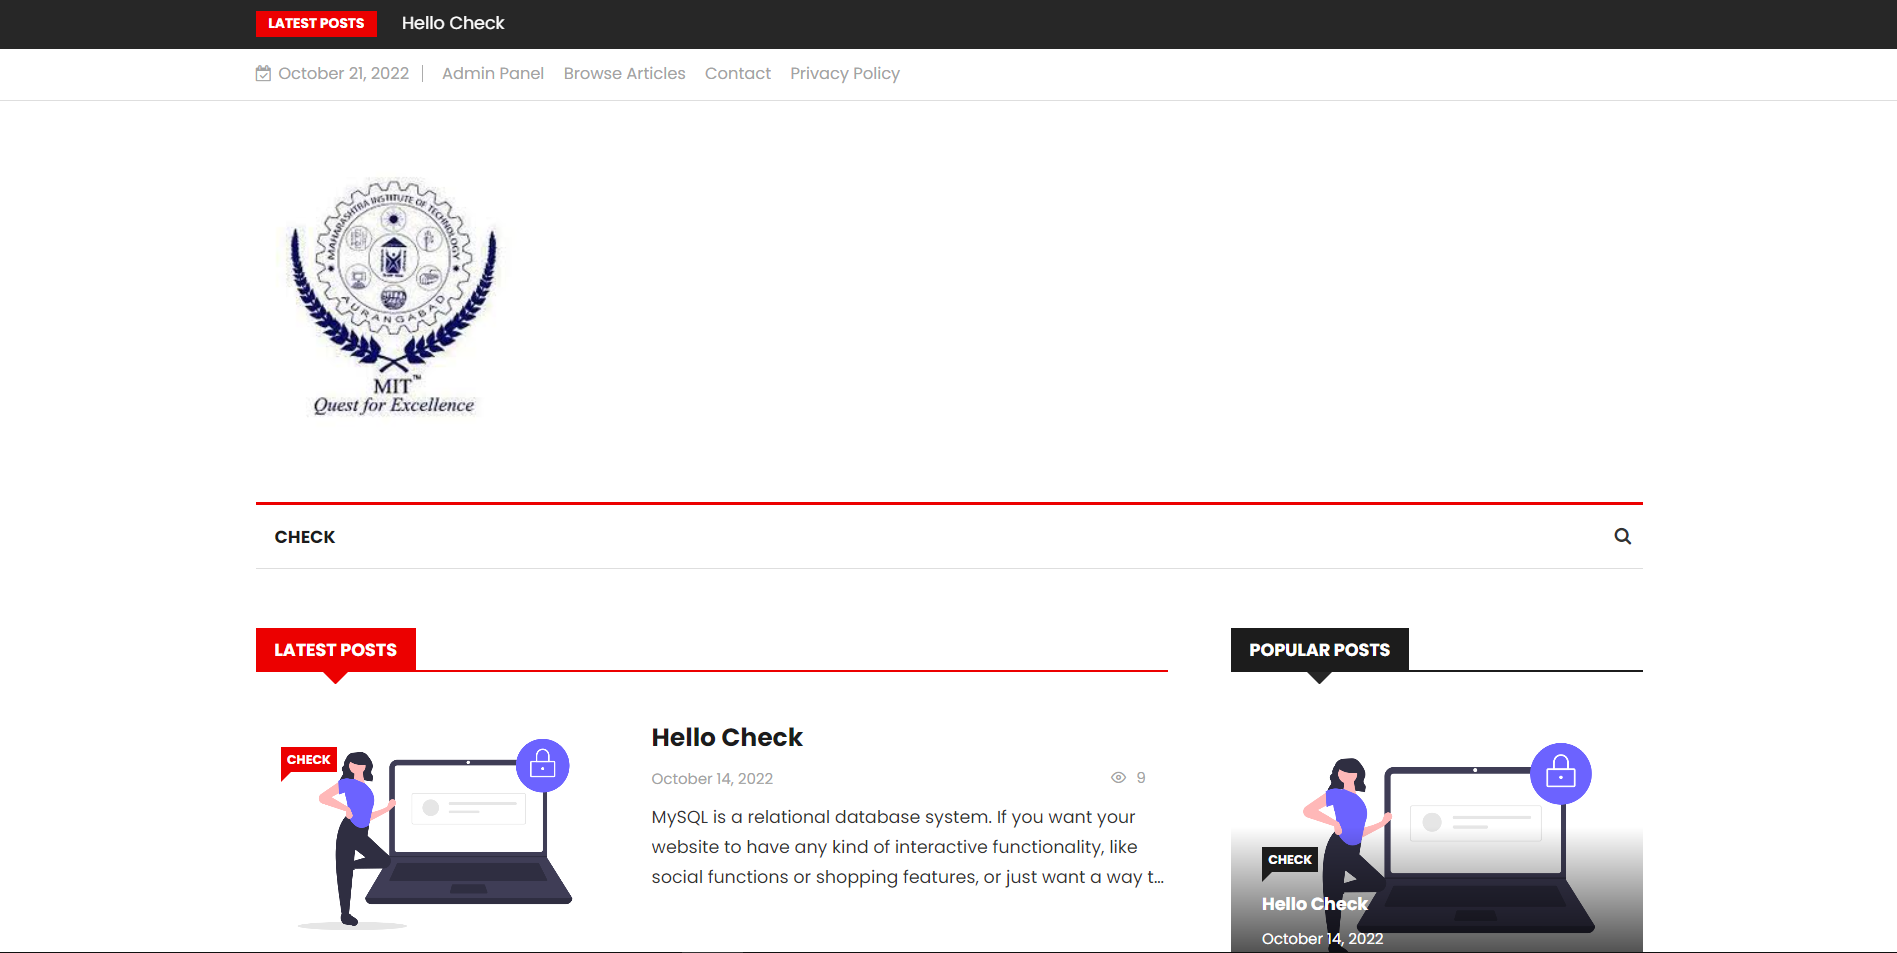 LATEST POSTS Hello Check
October 21, 2022 | Admin Panel Browse Articles Contact Privacy Policy
MAHARASHTRA INSTITUTE OF TECHNOLOGY
AURANGABAD
MIT™
Quest for Excellence
CHECK
LATEST POSTS
CHECK
Hello Check
October 14, 2022 9
MySQL is a relational database system. If you want your
website to have any kind of interactive functionality, like
social functions or shopping features, or just want a way t...
POPULAR POSTS
CHECK
Hello Check
October 14, 2022